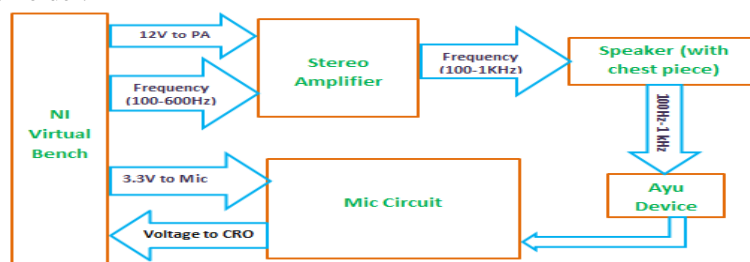 12V to PA
Stereo
Amplifier
Frequency
(100-1KHz)
Speaker (with
chest piece)
Frequency
(100-600Hz)
NI
Virtual
Bench
100Hz-1 kHz
3.3V to Mic
Mic Circuit
Ayu
Device
Voltage to CRO